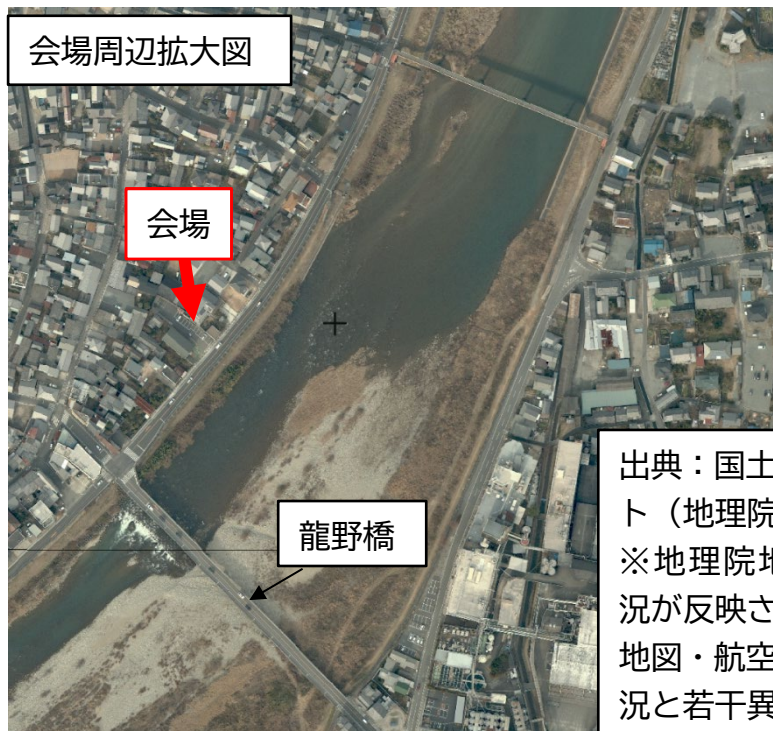 会場周辺拡大図
会場
龍野橋
出典：国土
ト（地理院
※地理院地
況が反映さ
地図・航空
況と若干異